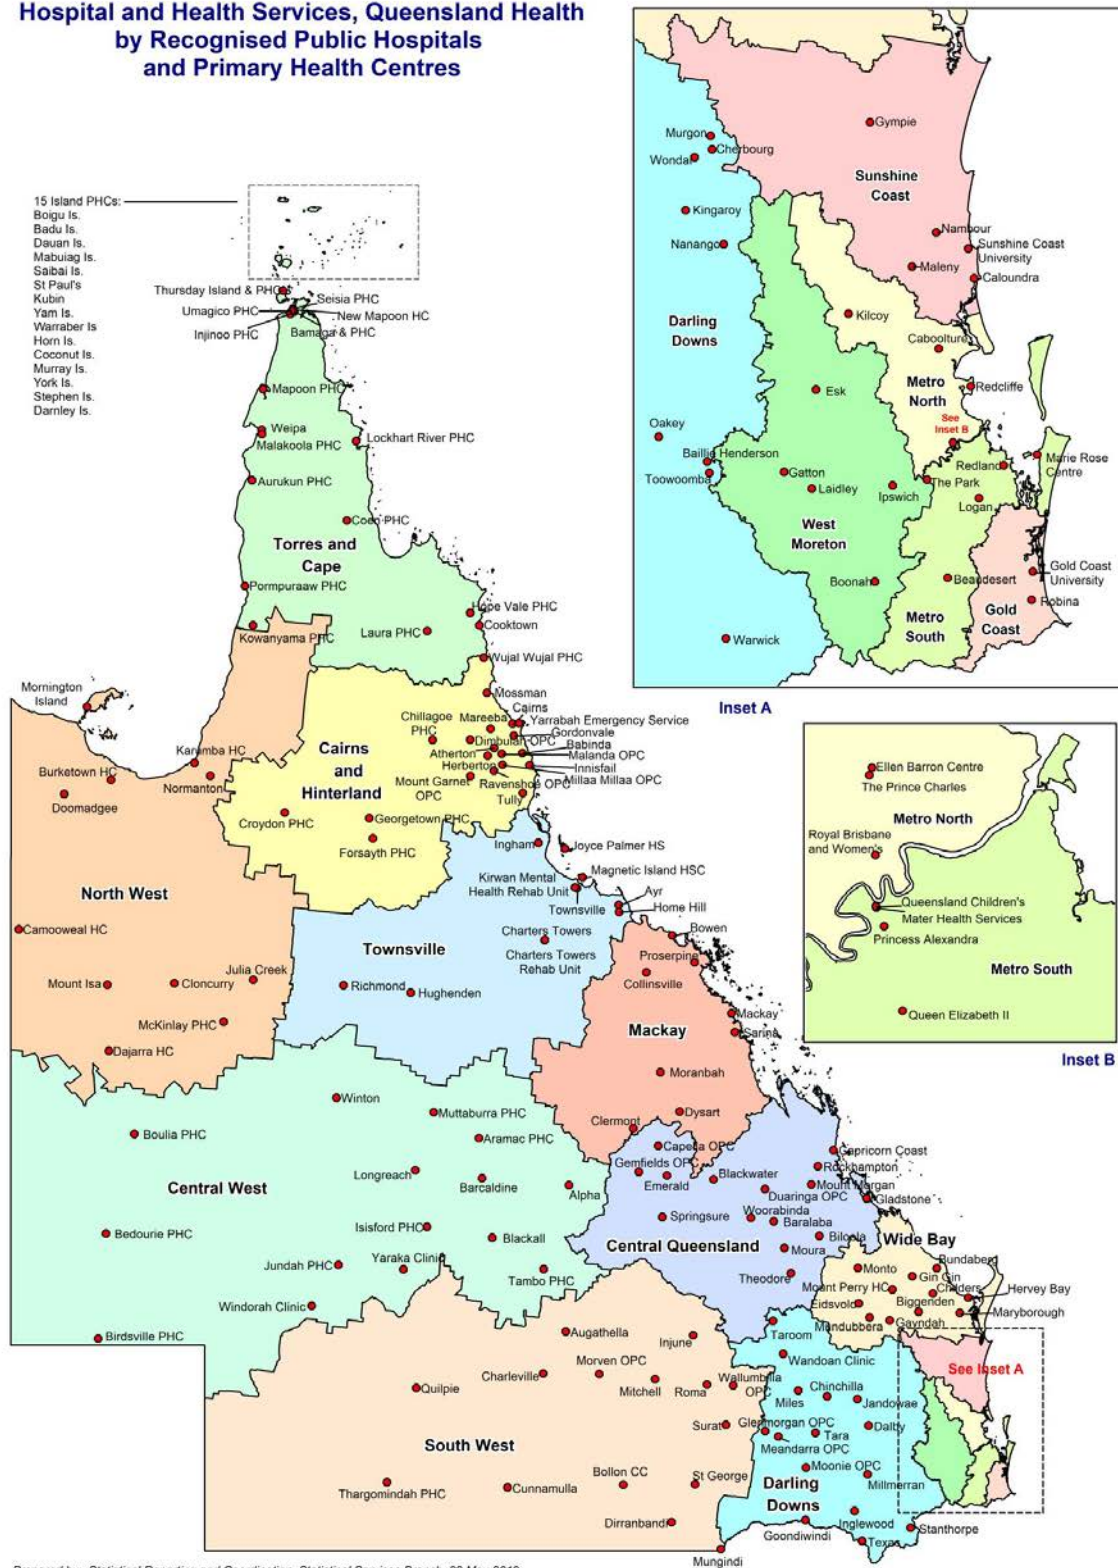 Hospital and Health Services, Queensland Health
by Recognised Public Hospitals
and Primary Health Centres
15 Island PHCs:
Boigu Is.
Badu Is.
Dauan Is.
Mabuiag Is.
Saibai Is.
St Paul's
Kubin
Yam Is.
Warraber Is
Horn Is.
Coconut Is.
Murray Is.
York Is.
Stephen Is.
Darnley Is.
Thursday Island & PHC
Seisia PHC
Umagico PHC
New Mapoon HC
Injinoo PHC
Bamaga & PHC
Mapoon PHC
Weipa
Malakoola PHC
Lockhart River PHC
Aurukun PHC
Coen PHC
Torres and
Cape
Pormpuraaw PHC
Hope Vale PHC
Kowanyama PHC
Laura PHC
Cooktown
Wujal Wujal PHC
Mornington
Island
Mossman
Cairns
Chillagoe
PHC
Mareeba
Yarrabah Emergency Service
Gordonvale
Dimbulah OPC
Babinda
Atherton
Malanda OPC
Herberton
Innisfail
Mount Garnet
OPC
Ravenshoe OPC
Millaa Millaa OPC
Tully
Cairns
and
Hinterland
Karumba HC
Burketown HC
Normanton
Doomadgee
Croydon PHC
Georgetown PHC
Forsayth PHC
Ingham
Joyce Palmer HS
Kirwan Mental
Health Rehab Unit
Magnetic Island HSC
Townsville
Ayr
Home Hill
North West
Camooweal HC
Townsville
Charters Towers
Charters Towers
Rehab Unit
Bowen
Proserpine
Collinsville
Mount Isa
Cloncurry
Julia Creek
Richmond
Hughenden
McKinlay PHC
Dajarra HC
Mackay
Mackay
Sarina
Moranbah
Dysart
Clermont
Winton
Muttaburra PHC
Boulia PHC
Aramac PHC
Capella OPC
Gemfields OPC
Emerald
Blackwater
Capricorn Coast
Rockhampton
Mount Morgan
Duaringa OPC
Gladstone
Longreach
Barcaldine
Alpha
Central West
Springsure
Woorabinda
Baralaba
Biloela
Bedourie PHC
Isisford PHC
Blackall
Central Queensland
Moura
Wide Bay
Jundah PHC
Yaraka Clinic
Tambo PHC
Theodore
Monto
Bundaberg
Gin Gin
Mount Perry HC
Childers
Hervey Bay
Windorah Clinic
Eidsvold
Biggenden
Maryborough
Birdsville PHC
Mundubbera
Gayndah
Augathella
Injune
Taroom
Wandoan Clinic
See Inset A
Charleville
Morven OPC
Mitchell
Roma
Wallumbilla
OPC
Quilpie
Miles
Chinchilla
Jandowae
Surat
Glenmorgan OPC
Dalby
Tara
Meandarra OPC
South West
Moonie OPC
Millmerran
Thargomindah PHC
Cunnamulla
Bollon CC
St George
Darling
Downs
Dirranbandi
Goondiwindi
Inglewood
Stanthorpe
Texas
Mungindi
Gympie
Murgon
Cherbourg
Wondai
Sunshine
Coast
Kingaroy
Nanango
Nambour
Sunshine Coast
University
Maleny
Caloundra
Darling
Downs
Kilcoy
Caboolture
Metro
North
Redcliffe
Esk
See
Inset B
Oakey
Baillie Henderson
Toowoomba
Gatton
Laidley
Ipswich
The Park
Redland
Marie Rose
Centre
Logan
West
Moreton
Boonah
Beaudesert
Gold Coast
University
Robina
Metro
South
Gold
Coast
Warwick
Inset A
Ellen Barron Centre
The Prince Charles
Metro North
Royal Brisbane
and Women's
Queensland Children's
Mater Health Services
Princess Alexandra
Metro South
Queen Elizabeth II
Inset B